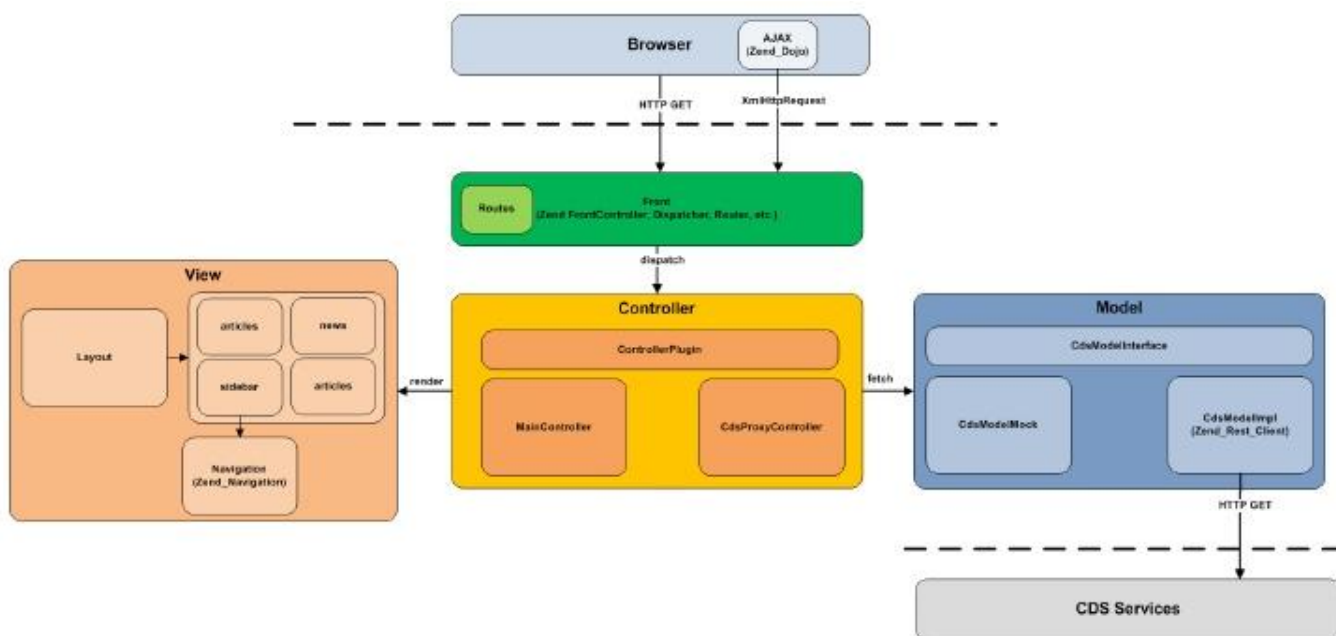 Browser
AJAX
(Zend_Dojo)
HTTP GET
XmlHttpRequest
Routes
Front
(Zend FrontController, Dispatcher, Router, etc.)
dispatch
View
Layout
articles
news
sidebar
articles
Navigation
(Zend_Navigation)
render
Controller
ControllerPlugin
MainController
CdsProxyController
fetch
Model
CdsModelInterface
CdsModelMock
CdsModelImpl
(Zend_Rest_Client)
HTTP GET
CDS Services